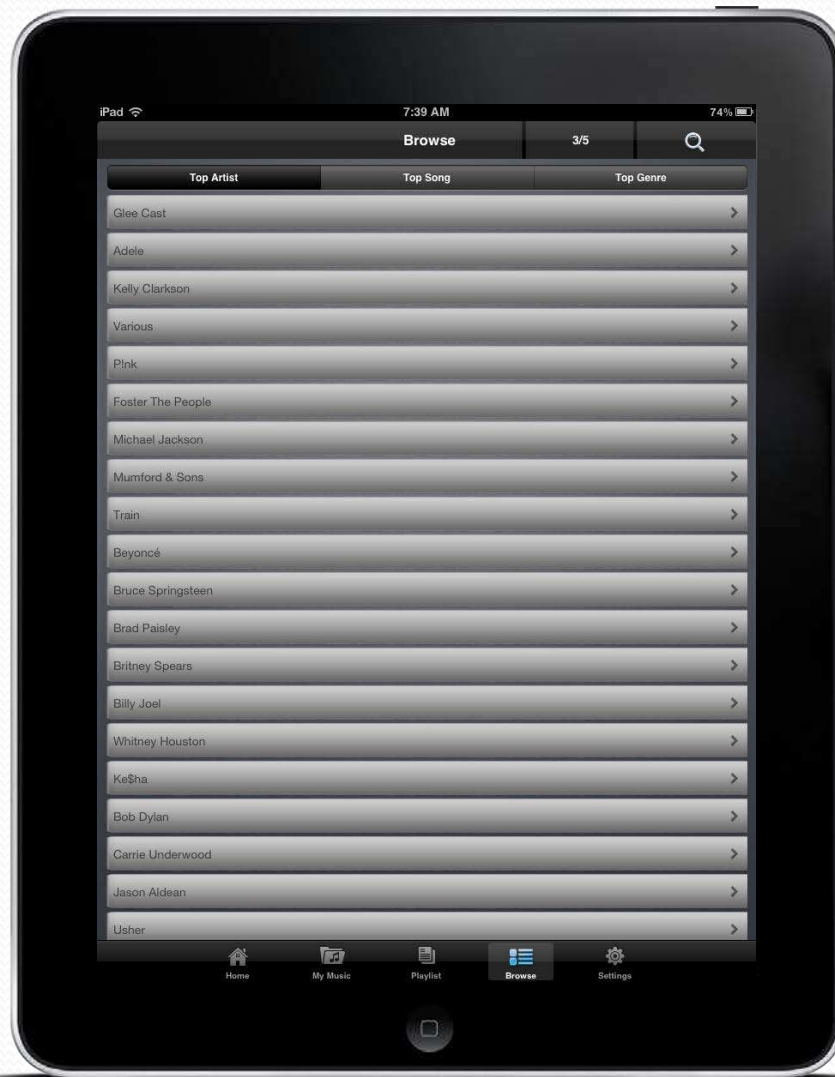 iPad 7:39 AM 74%
Browse 3/5
Top Artist Top Song Top Genre
Glee Cast
Adele
Kelly Clarkson
Various
P!nk
Foster The People
Michael Jackson
Mumford & Sons
Train
Beyoncé
Bruce Springsteen
Brad Paisley
Britney Spears
Billy Joel
Whitney Houston
Ke$ha
Bob Dylan
Carrie Underwood
Jason Aldean
Usher
Home My Music Playlist Browse Settings